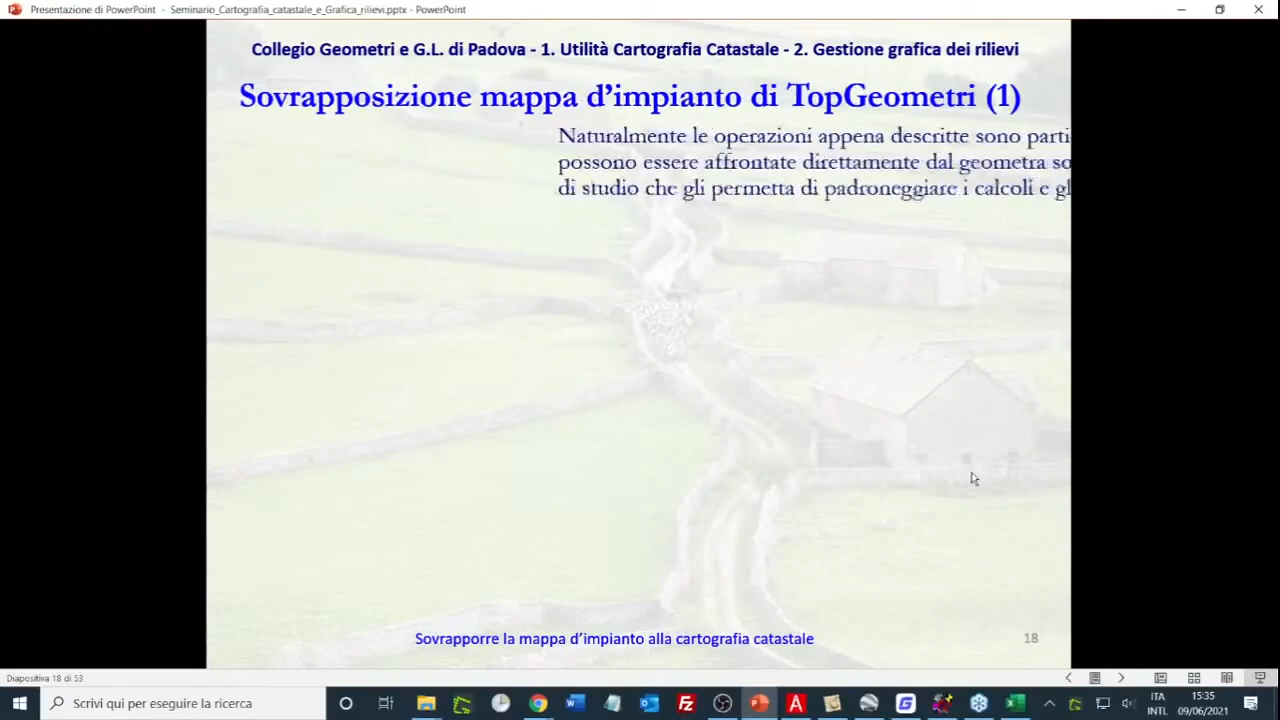 Presentazione di PowerPoint - Seminario_Cartografia_catastale_e_Grafica_rilievi.pptx - PowerPoint
Collegio Geometri e G.L. di Padova - 1. Utilità Cartografia Catastale - 2. Gestione grafica dei rilievi
Sovrapposizione mappa d’impianto di TopGeometri (1)
Naturalmente le operazioni appena descritte sono parti
possono essere affrontate direttamente dal geometra so
di studio che gli permetta di padroneggiare i calcoli e gl
Sovrapporre la mappa d’impianto alla cartografia catastale
18
Diapositiva 18 di 53
Scrivi qui per eseguire la ricerca
ITA
INTL
15:35
09/06/2021